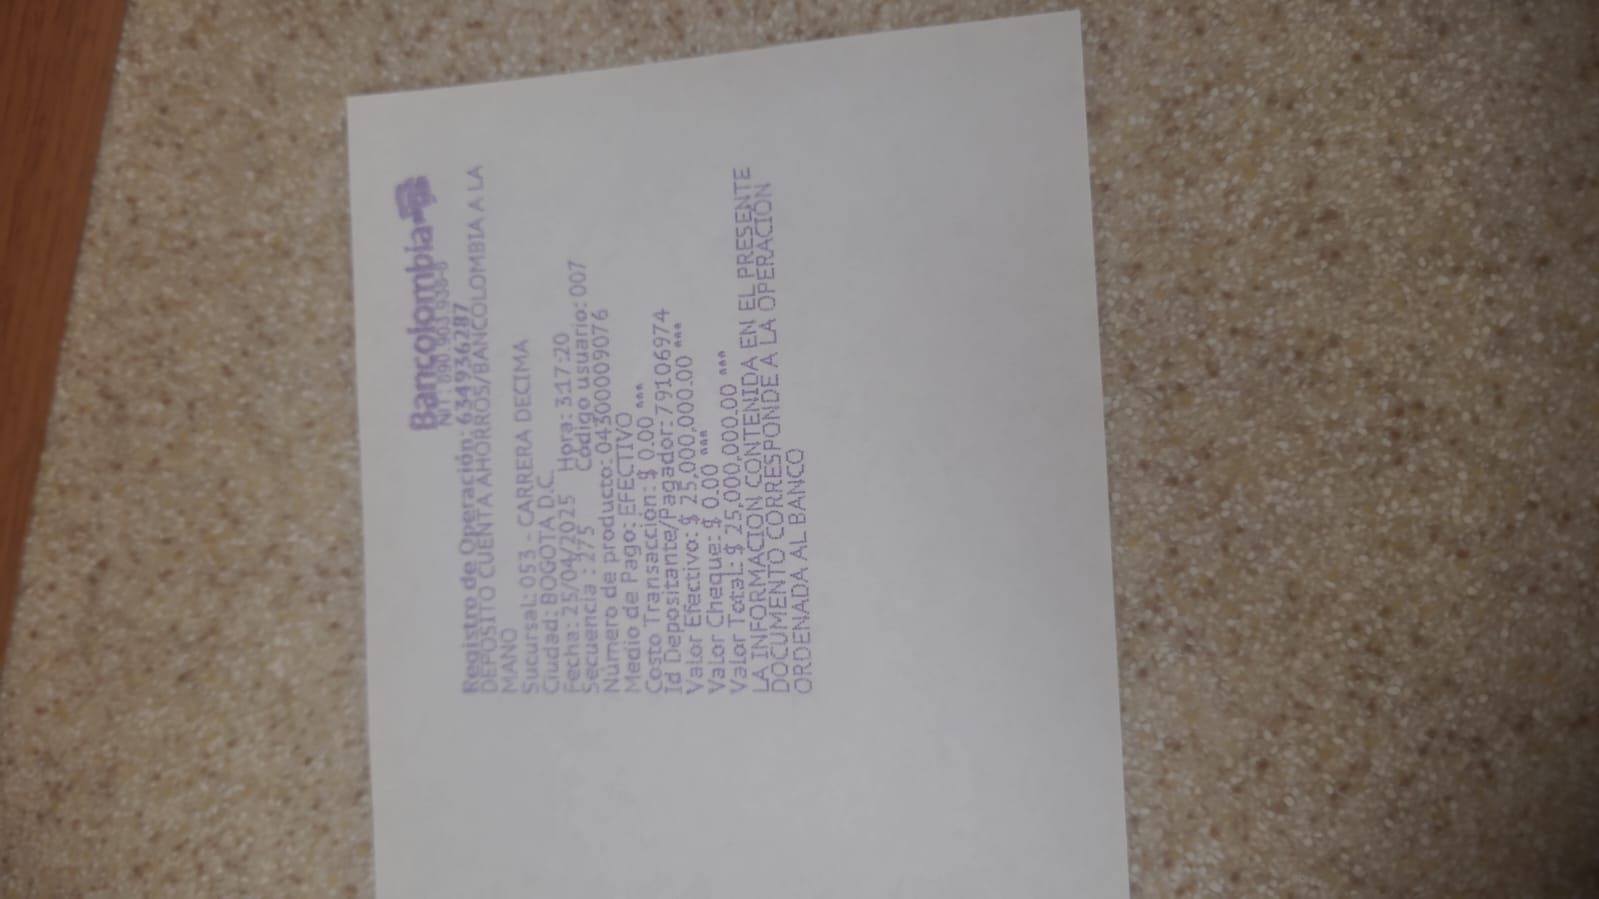 Bancolombia
NIT: 890.903.938-8
Registro de Operación: 634936287
DEPOSITO CUENTA AHORROS/BANCOLOMBIA A LA
MANO
Sucursal: 053 - CARRERA DECIMA
Ciudad: BOGOTA D.C.
Fecha: 25/04/2025 Hora: 3:17:20
Secuencia : 275 Código usuario: 007
Número de producto: 04300009076
Medio de Pago: EFECTIVO
Costo Transacción: $ 0.00 ***
Id Depositante/Pagador: 79106974
Valor Efectivo: $ 25,000,000.00 ***
Valor Cheque: $ 0.00 ***
Valor Total: $ 25,000,000.00 ***
LA INFORMACION CONTENIDA EN EL PRESENTE
DOCUMENTO CORRESPONDE A LA OPERACIÓN
ORDENADA AL BANCO